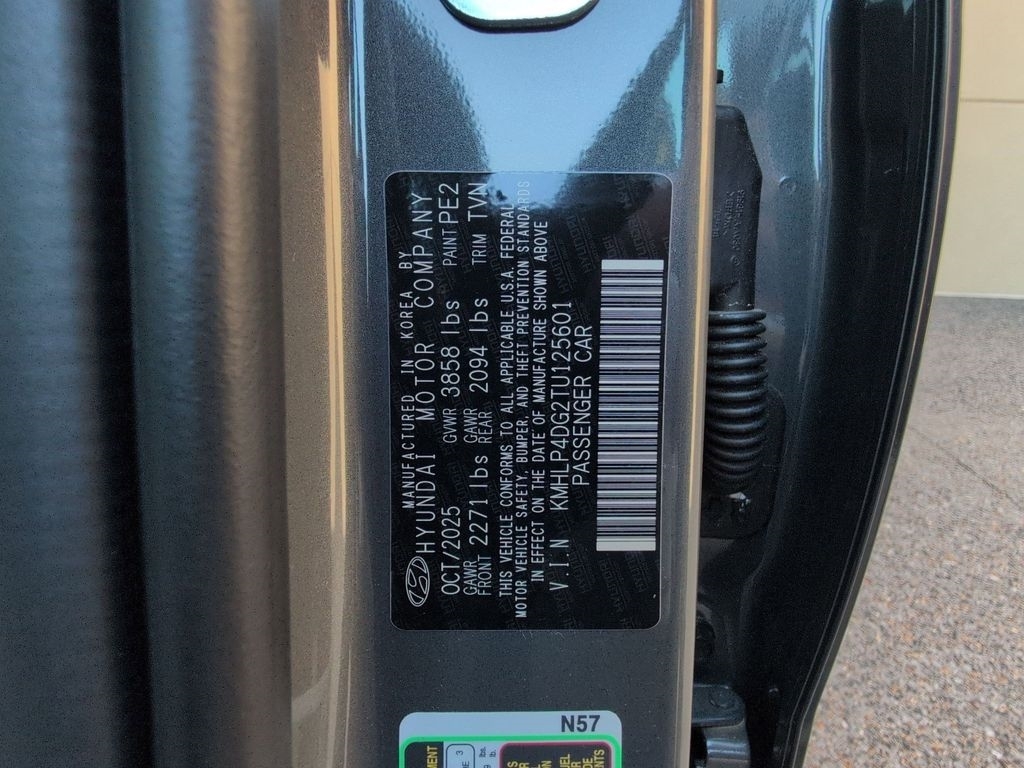 MANUFACTURED IN KOREA BY
HYUNDAI MOTOR COMPANY
OCT/2025 GVWR 3858 lbs PAINT PE2
GAWR FRONT 2271 lbs GAWR REAR 2094 lbs TRIM TVN
THIS VEHICLE CONFORMS TO ALL APPLICABLE U.S.A. FEDERAL
MOTOR VEHICLE SAFETY, BUMPER, AND THEFT PREVENTION STANDARDS
IN EFFECT ON THE DATE OF MANUFACTURE SHOWN ABOVE
V.I.N KMHLP4DG2TU125601
PASSENGER CAR
N57